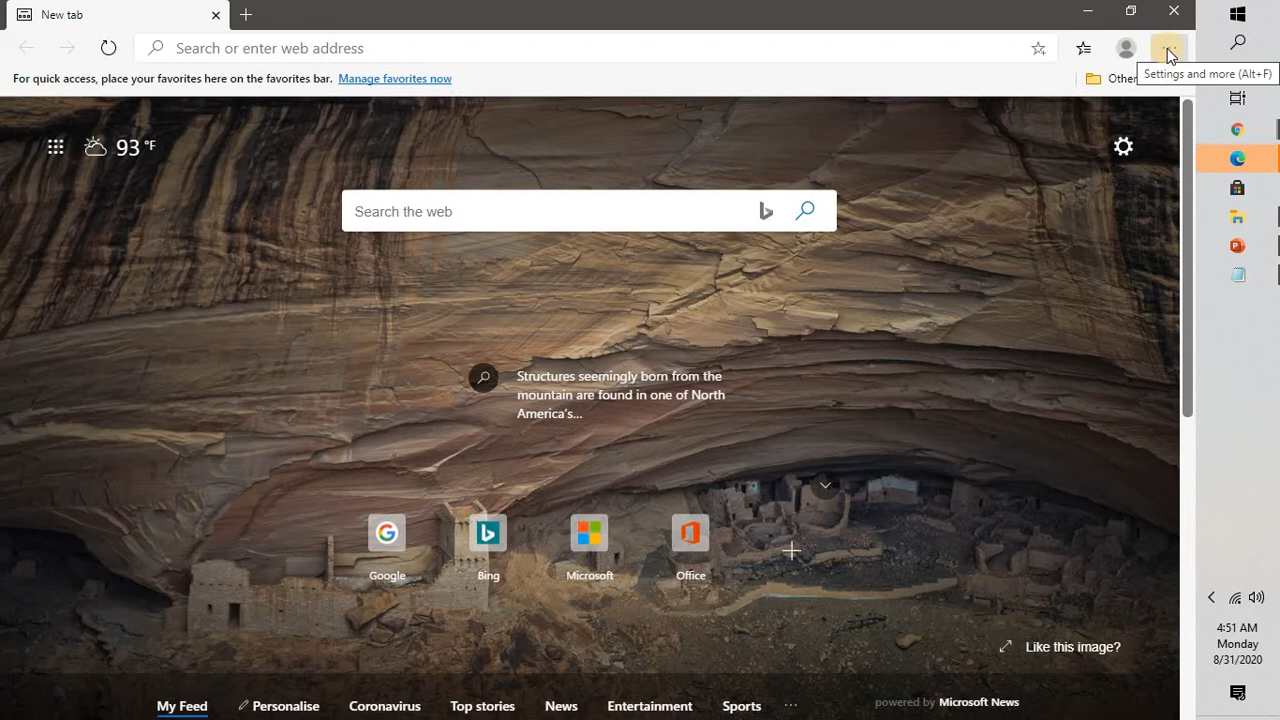 New tab
Search or enter web address
Settings and more (Alt+F)
For quick access, place your favorites here on the favorites bar. Manage favorites now
Other
93 °F
Search the web
Structures seemingly born from the
mountain are found in one of North
America's...
Google
Bing
Microsoft
Office
Like this image?
My Feed
Personalise
Coronavirus
Top stories
News
Entertainment
Sports
...
powered by Microsoft News
4:51 AM
Monday
8/31/2020